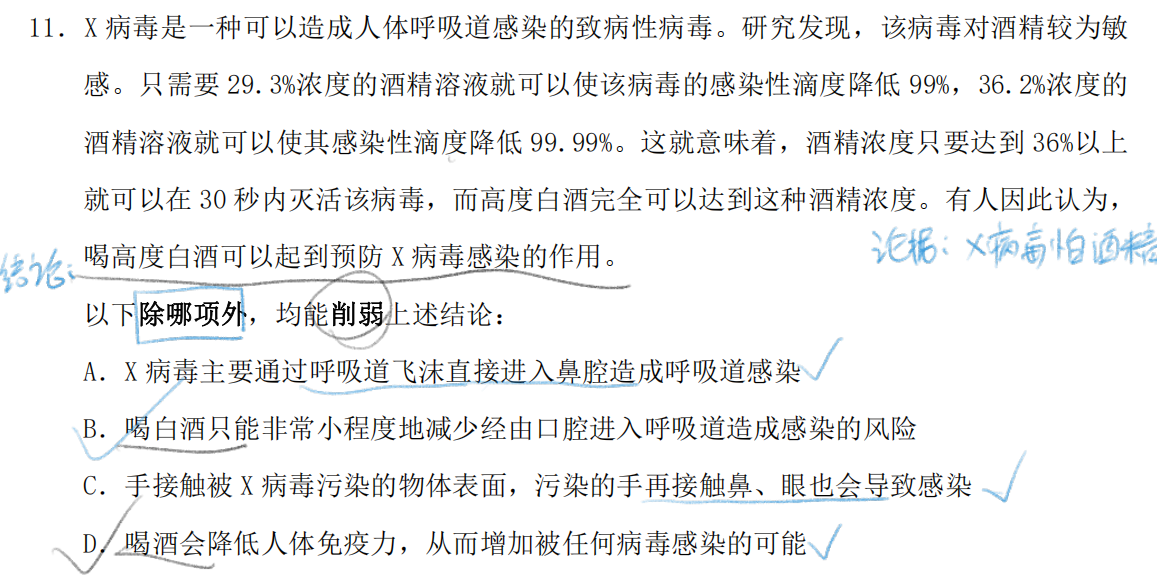 11. X 病毒是一种可以造成人体呼吸道感染的致病性病毒。研究发现，该病毒对酒精较为敏
感。只需要 29.3%浓度的酒精溶液就可以使该病毒的感染性滴度降低 99%，36.2%浓度的
酒精溶液就可以使其感染性滴度降低 99.99%。这就意味着，酒精浓度只要达到 36%以上
就可以在 30 秒内灭活该病毒，而高度白酒完全可以达到这种酒精浓度。有人因此认为，
结论：喝高度白酒可以起到预防 X 病毒感染的作用。
论据：X病毒怕酒精
以下除哪项外，均能削弱上述结论：
A. X 病毒主要通过呼吸道飞沫直接进入鼻腔造成呼吸道感染
B. 喝白酒只能非常小程度地减少经由口腔进入呼吸道造成感染的风险
C. 手接触被 X 病毒污染的物体表面，污染的手再接触鼻、眼也会导致感染
D. 喝酒会降低人体免疫力，从而增加被任何病毒感染的可能